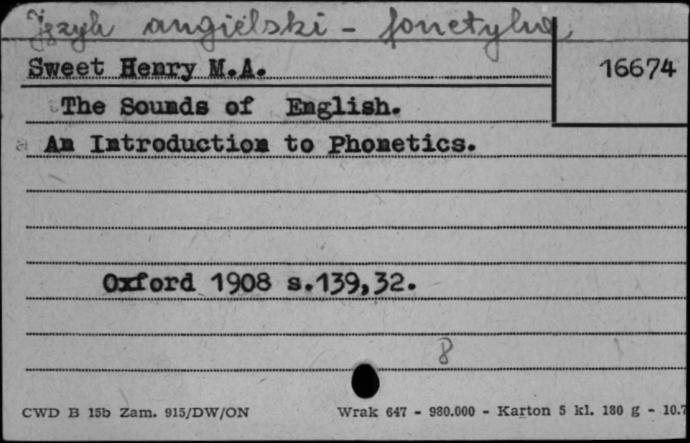 Język angielski - fonetyka
Sweet Henry M.A.
16674
The Sounds of English.
An Introduction to Phonetics.
Oxford 1908 s.139,32.
8
CWD B 15b Zam. 915/DW/ON Wrak 647 - 980.000 - Karton 5 kl. 180 g - 10.7